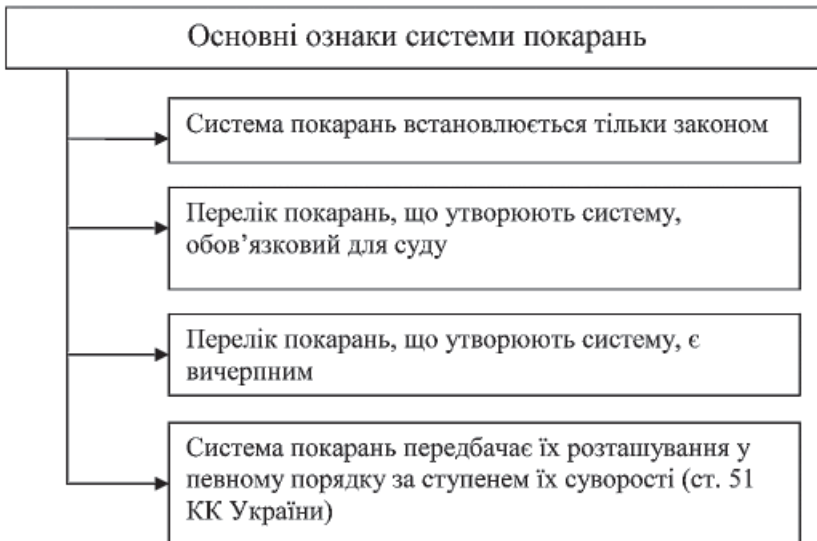 Основні ознаки системи покарань
Система покарань встановлюється тільки законом
Перелік покарань, що утворюють систему,
обов’язковий для суду
Перелік покарань, що утворюють систему, є
вичерпним
Система покарань передбачає їх розташування у
певному порядку за ступенем їх суворості (ст. 51
КК України)